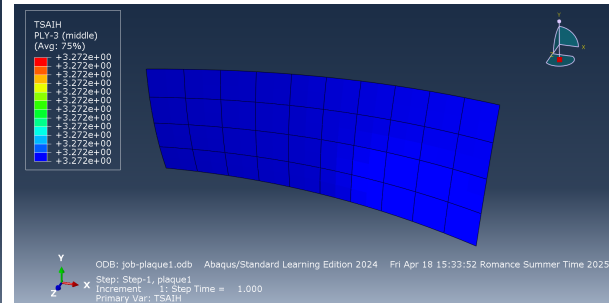 TSAIH
PLY-3 (middle)
(Avg: 75%)
+3.272e+00
+3.272e+00
+3.272e+00
+3.272e+00
+3.272e+00
+3.272e+00
+3.272e+00
+3.272e+00
+3.272e+00
+3.272e+00
+3.272e+00
+3.272e+00
+3.272e+00
Y
X
Z
Y
X
Z
ODB: job-plaque1.odb Abaqus/Standard Learning Edition 2024 Fri Apr 18 15:33:52 Romance Summer Time 2025
Step: Step-1, plaque1
Increment 1: Step Time = 1.000
Primary Var: TSAIH